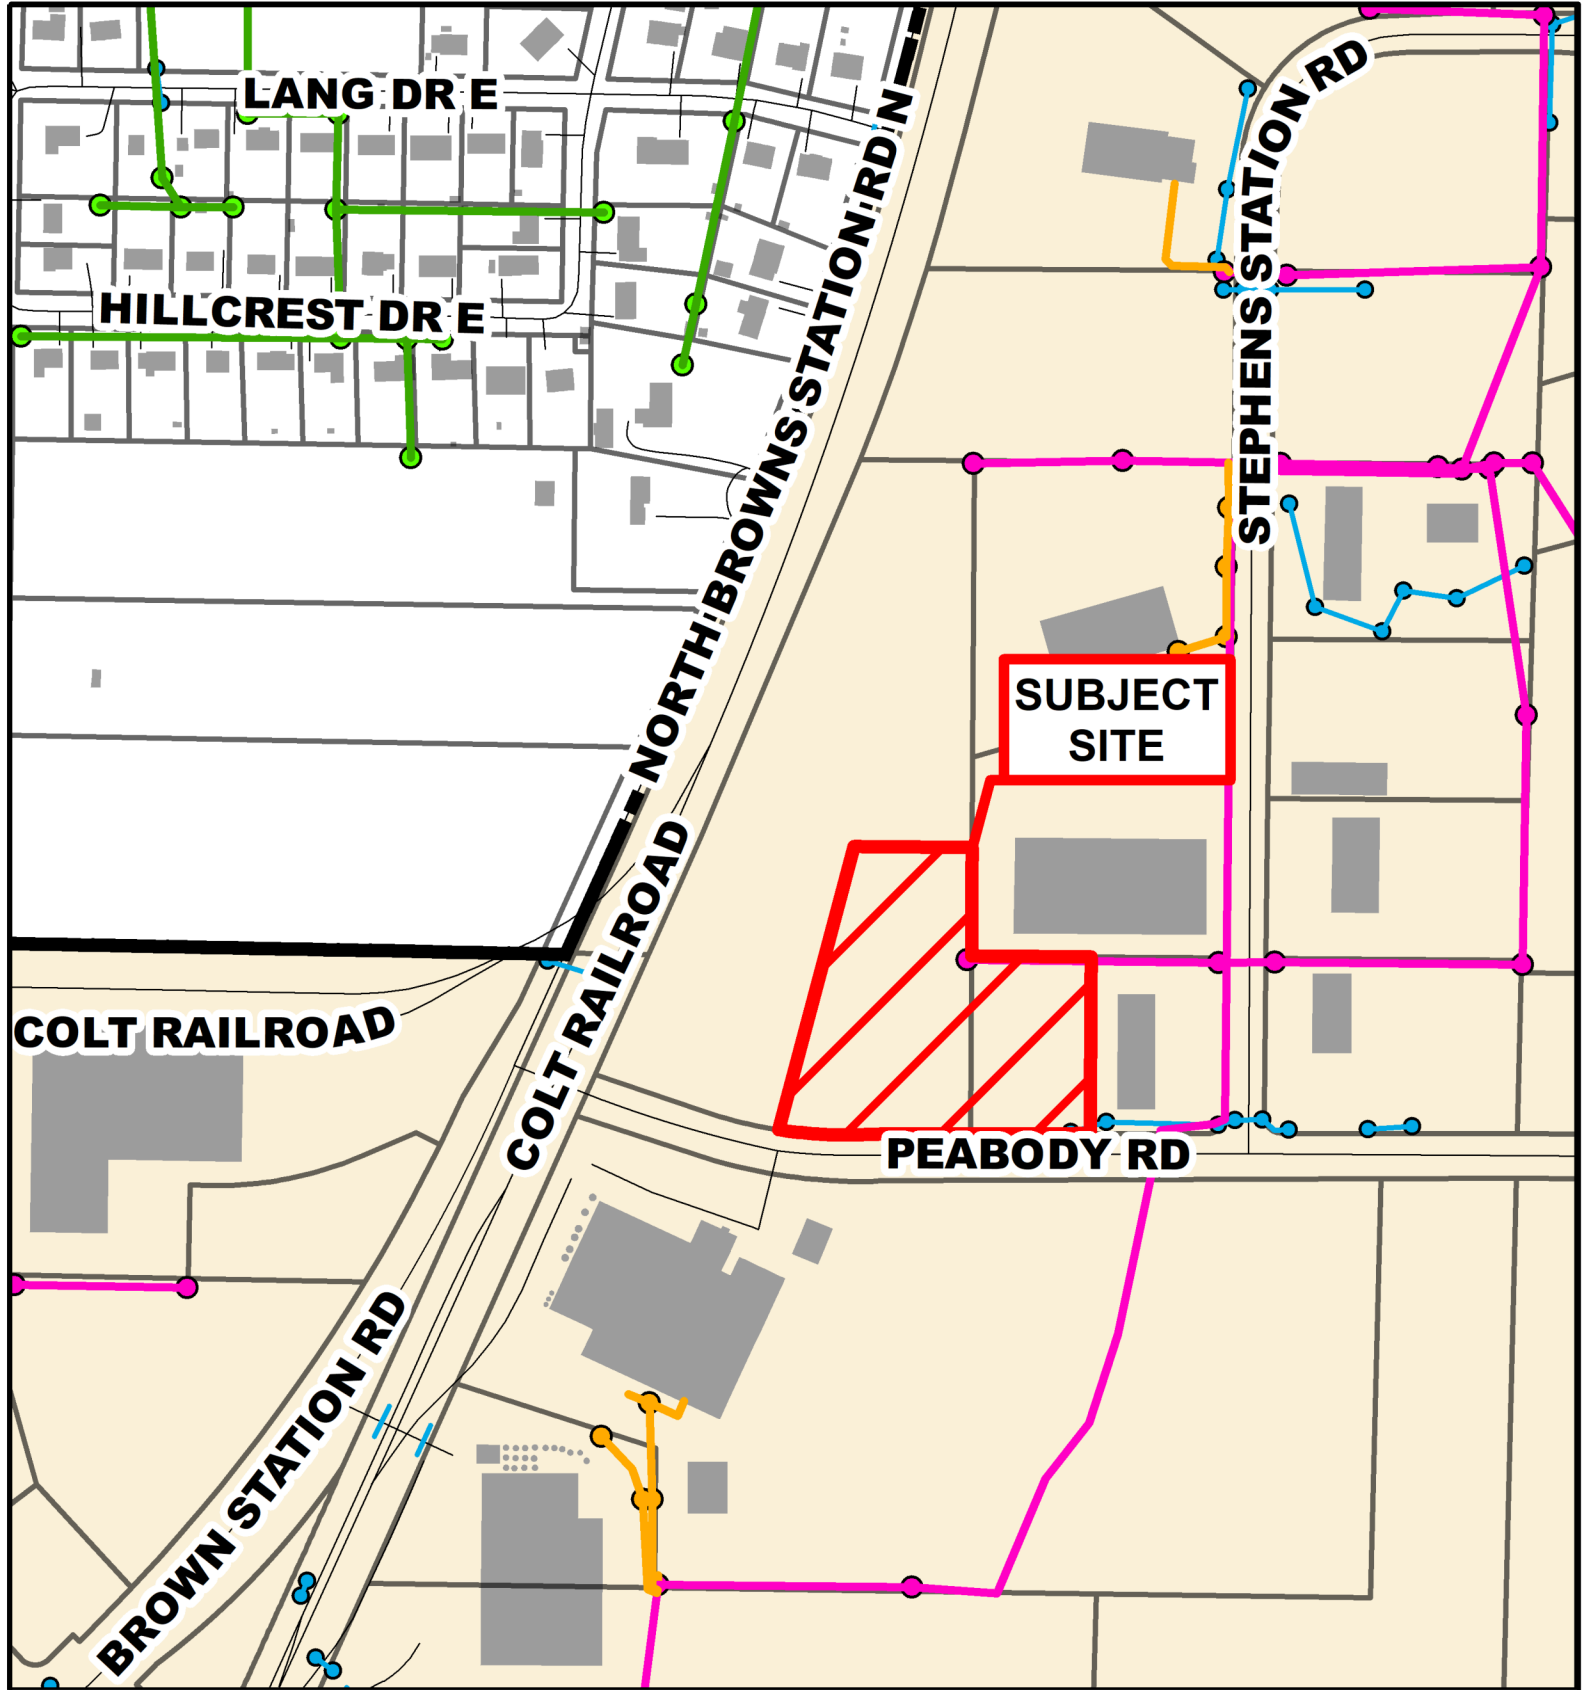 LANG DR E
STEPHENS STATION RD
HILLCREST DR E
NORTH BROWNS STATION RD N
SUBJECT
SITE
COLT RAILROAD
COLT RAILROAD
PEABODY RD
BROWN STATION RD